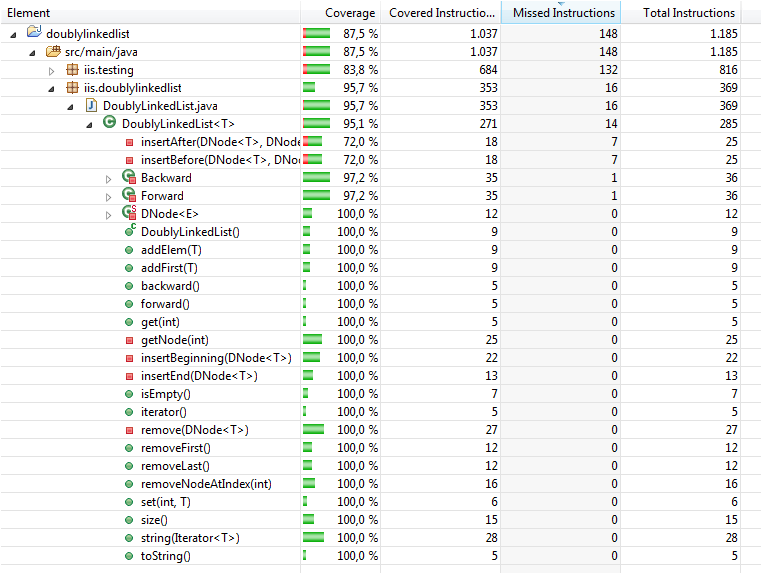 Element Coverage Covered Instructio... Missed Instructions Total Instructions
doublylinkedlist 87,5 % 1.037 148 1.185
src/main/java 87,5 % 1.037 148 1.185
iis.testing 83,8 % 684 132 816
iis.doublylinkedlist 95,7 % 353 16 369
DoublyLinkedList.java 95,7 % 353 16 369
DoublyLinkedList<T> 95,1 % 271 14 285
insertAfter(DNode<T>, DNode 72,0 % 18 7 25
insertBefore(DNode<T>, DNo 72,0 % 18 7 25
Backward 97,2 % 35 1 36
Forward 97,2 % 35 1 36
DNode<E> 100,0 % 12 0 12
DoublyLinkedList() 100,0 % 9 0 9
addElem(T) 100,0 % 9 0 9
addFirst(T) 100,0 % 9 0 9
backward() 100,0 % 5 0 5
forward() 100,0 % 5 0 5
get(int) 100,0 % 5 0 5
getNode(int) 100,0 % 25 0 25
insertBeginning(DNode<T>) 100,0 % 22 0 22
insertEnd(DNode<T>) 100,0 % 13 0 13
isEmpty() 100,0 % 7 0 7
iterator() 100,0 % 5 0 5
remove(DNode<T>) 100,0 % 27 0 27
removeFirst() 100,0 % 12 0 12
removeLast() 100,0 % 12 0 12
removeNodeAtIndex(int) 100,0 % 16 0 16
set(int, T) 100,0 % 6 0 6
size() 100,0 % 15 0 15
string(Iterator<T>) 100,0 % 28 0 28
toString() 100,0 % 5 0 5